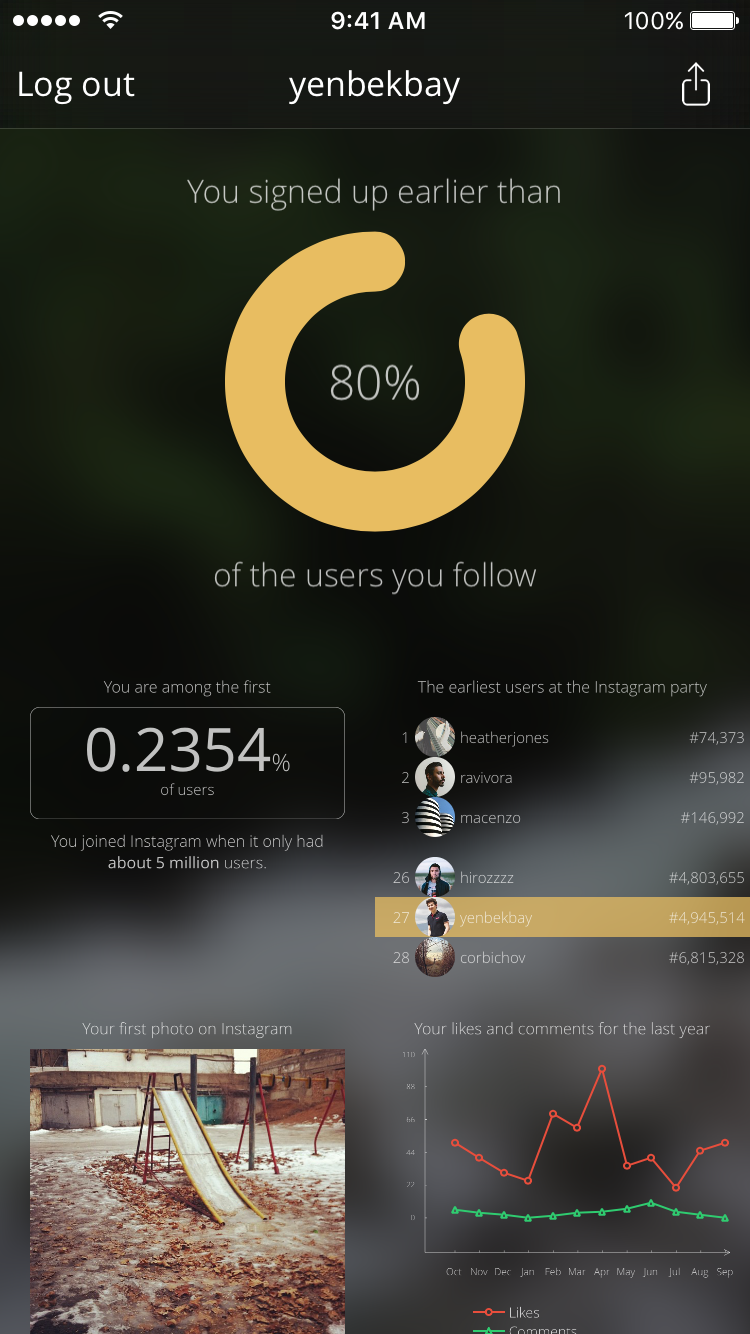 9:41 AM
100%
Log out
yenbekbay
You signed up earlier than
80%
of the users you follow
You are among the first
0.2354%
of users
You joined Instagram when it only had
about 5 million users.
The earliest users at the Instagram party
1 heatherjones #74,373
2 ravivora #95,982
3 macenzo #146,992
26 hirozzzz #4,803,655
27 yenbekbay #4,945,514
28 corbichov #6,815,328
Your first photo on Instagram
Your likes and comments for the last year
110
88
66
44
22
0
Oct Nov Dec Jan Feb Mar Apr May Jun Jul Aug Sep
Likes
Comments